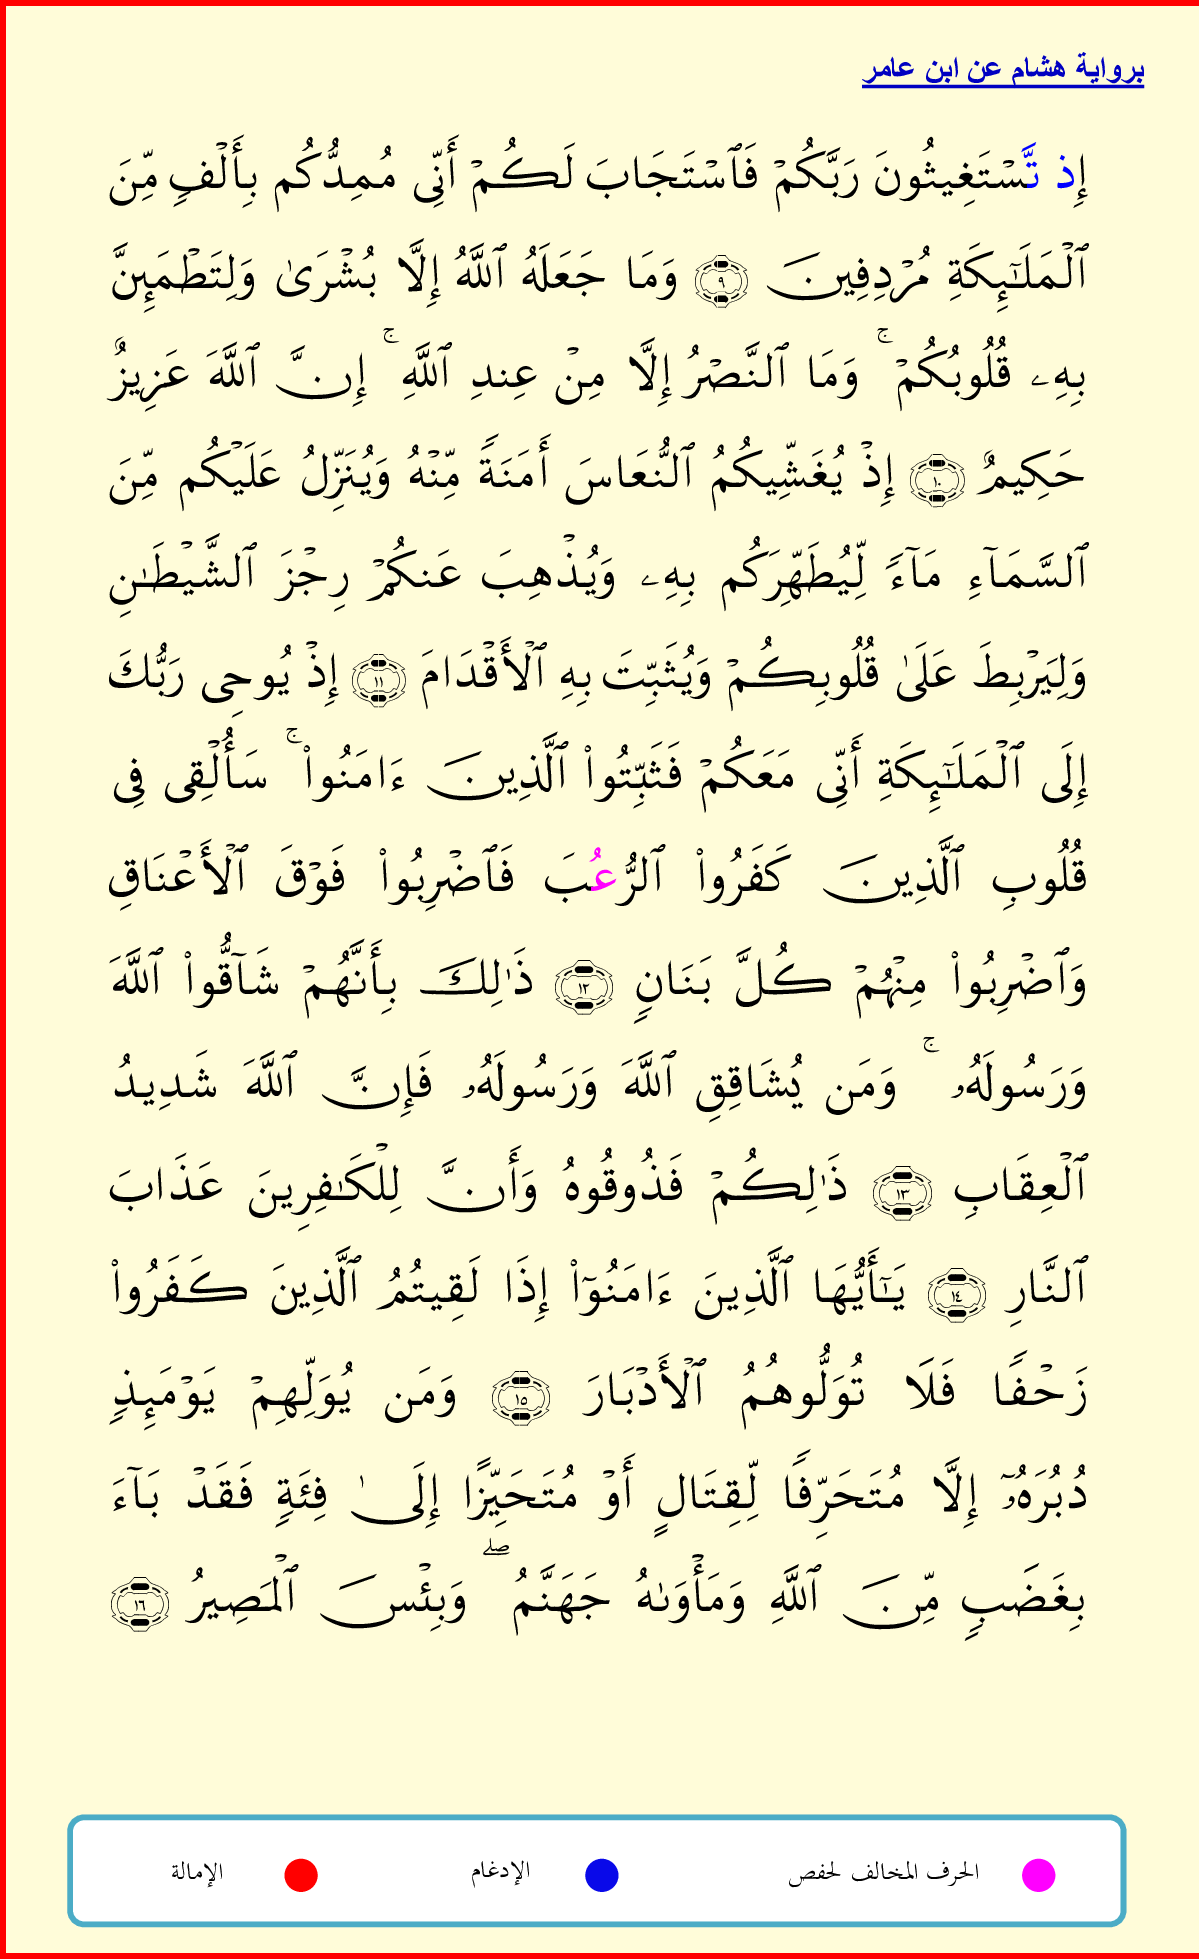 برواية هشام عن ابن عامر
إِذ تَّسۡتَغِيثُونَ رَبَّكُمۡ فَٱسۡتَجَابَ لَكُمۡ أَنِّي مُمِدُّكُم بِأَلۡفٖ مِّنَ
ٱلۡمَلَٰٓئِكَةِ مُرۡدِفِينَ ٩ وَمَا جَعَلَهُ ٱللَّهُ إِلَّا بُشۡرَىٰ وَلِتَطۡمَئِنَّ
بِهِۦ قُلُوبُكُمۡۚ وَمَا ٱلنَّصۡرُ إِلَّا مِنۡ عِندِ ٱللَّهِۚ إِنَّ ٱللَّهَ عَزِيزٌ
حَكِيمٌ ١٠ إِذۡ يُغَشِّيكُمُ ٱلنُّعَاسَ أَمَنَةٗ مِّنۡهُ وَيُنَزِّلُ عَلَيۡكُم مِّنَ
ٱلسَّمَآءِ مَآءٗ لِّيُطَهِّرَكُم بِهِۦ وَيُذۡهِبَ عَنكُمۡ رِجۡزَ ٱلشَّيۡطَٰنِ
وَلِيَرۡبِطَ عَلَىٰ قُلُوبِكُمۡ وَيُثَبِّتَ بِهِ ٱلۡأَقۡدَامَ ١١ إِذۡ يُوحِي رَبُّكَ
إِلَى ٱلۡمَلَٰٓئِكَةِ أَنِّي مَعَكُمۡ فَثَبِّتُواْ ٱلَّذِينَ ءَامَنُواْۚ سَأُلۡقِي فِي
قُلُوبِ ٱلَّذِينَ كَفَرُواْ ٱلرُّعُبَ فَٱضۡرِبُواْ فَوۡقَ ٱلۡأَعۡنَاقِ
وَٱضۡرِبُواْ مِنۡهُمۡ كُلَّ بَنَانٖ ١٢ ذَٰلِكَ بِأَنَّهُمۡ شَآقُّواْ ٱللَّهَ
وَرَسُولَهُۥۚ وَمَن يُشَاقِقِ ٱللَّهَ وَرَسُولَهُۥ فَإِنَّ ٱللَّهَ شَدِيدُ
ٱلۡعِقَابِ ١٣ ذَٰلِكُمۡ فَذُوقُوهُ وَأَنَّ لِلۡكَٰفِرِينَ عَذَابَ
ٱلنَّارِ ١٤ يَٰٓأَيُّهَا ٱلَّذِينَ ءَامَنُوٓاْ إِذَا لَقِيتُمُ ٱلَّذِينَ كَفَرُواْ
زَحۡفٗا فَلَا تُوَلُّوهُمُ ٱلۡأَدۡبَارَ ١٥ وَمَن يُوَلِّهِمۡ يَوۡمَئِذٖ
دُبُرَهُۥٓ إِلَّا مُتَحَرِّفٗا لِّقِتَالٍ أَوۡ مُتَحَيِّزًا إِلَىٰ فِئَةٖ فَقَدۡ بَآءَ
بِغَضَبٖ مِّنَ ٱللَّهِ وَمَأۡوَىٰهُ جَهَنَّمُۖ وَبِئۡسَ ٱلۡمَصِيرُ ١٦
الحرف المخالف لحفص الإدغام الإمالة